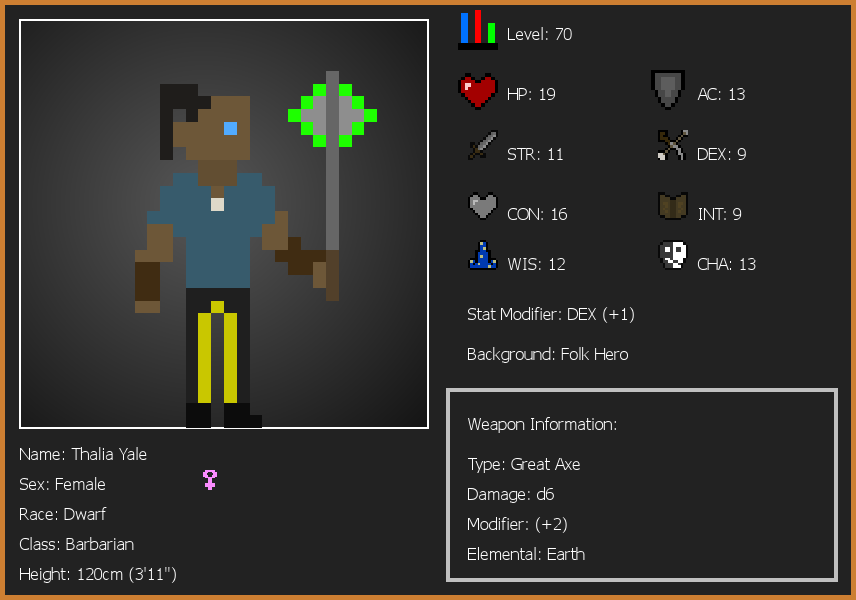 Level: 70
HP: 19
AC: 13
STR: 11
DEX: 9
CON: 16
INT: 9
WIS: 12
CHA: 13
Stat Modifier: DEX (+1)
Background: Folk Hero
Weapon Information:
Type: Great Axe
Damage: d6
Modifier: (+2)
Elemental: Earth
Name: Thalia Yale
Sex: Female
Race: Dwarf
Class: Barbarian
Height: 120cm (3'11")